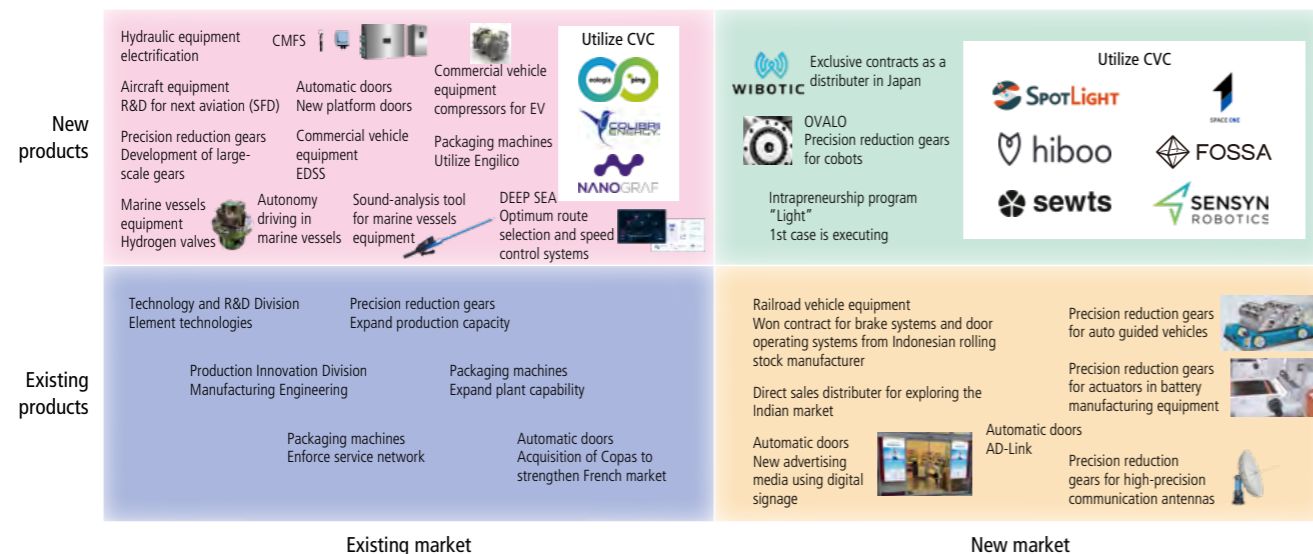 New
products
Hydraulic equipment
electrification
CMFS
Aircraft equipment
R&D for next aviation (SFD)
Automatic doors
New platform doors
Commercial vehicle
equipment
compressors for EV
Precision reduction gears
Development of large-
scale gears
Commercial vehicle
equipment
EDSS
Packaging machines
Utilize Engilico
Marine vessels
equipment
Hydrogen valves
Autonomy
driving in
marine vessels
Sound-analysis tool
for marine vessels
equipment
DEEP SEA
Optimum route
selection and speed
control systems
Utilize CVC
eologix
ping
COLIBRI
ENERGY
NANOGRAF
WIBOTIC
Exclusive contracts as a
distributer in Japan
OVALO
Precision reduction gears
for cobots
Intrapreneurship program
"Light"
1st case is executing
Utilize CVC
SPOTLIGHT
SPACE ONE
hiboo
FOSSA
sewts
SENSYN
ROBOTICS
Existing
products
Technology and R&D Division
Element technologies
Precision reduction gears
Expand production capacity
Production Innovation Division
Manufacturing Engineering
Packaging machines
Expand plant capability
Packaging machines
Enforce service network
Automatic doors
Acquisition of Copas to
strengthen French market
Railroad vehicle equipment
Won contract for brake systems and door
operating systems from Indonesian rolling
stock manufacturer
Direct sales distributer for exploring the
Indian market
Automatic doors
New advertising
media using digital
signage
Automatic doors
AD-Link
Precision reduction gears
for auto guided vehicles
Precision reduction gears
for actuators in battery
manufacturing equipment
Precision reduction
gears for high-precision
communication antennas
Existing market
New market